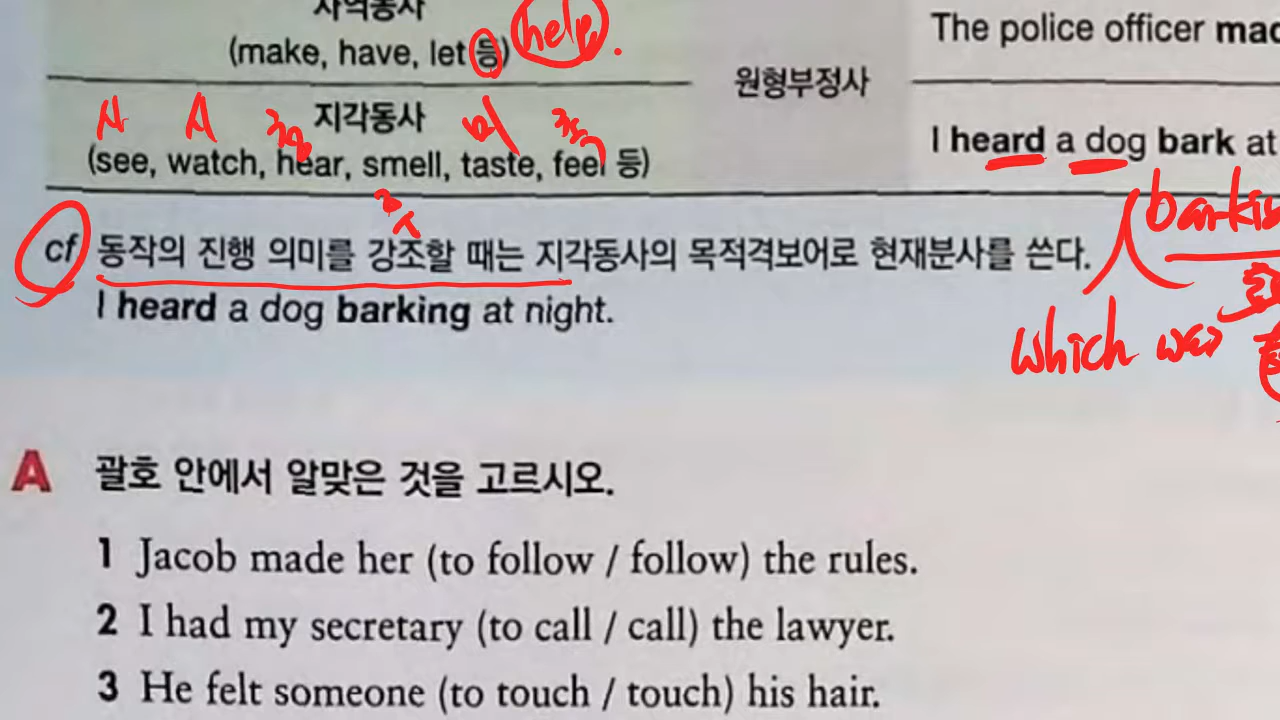 사역동사
(make, have, let 등) help.
The police officer
원형부정사
지각동사
(see, watch, hear, smell, taste, feel 등)
I heard a dog bark at
cf 동작의 진행 의미를 강조할 때는 지각동사의 목적격보어로 현재분사를 쓴다.
I heard a dog barking at night.
which was
A 괄호 안에서 알맞은 것을 고르시오.
1 Jacob made her (to follow / follow) the rules.
2 I had my secretary (to call / call) the lawyer.
3 He felt someone (to touch / touch) his hair.